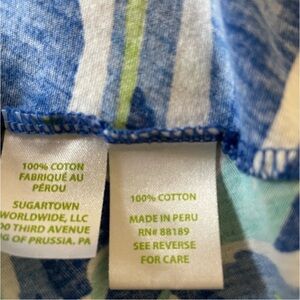 100% COTON
FABRIQUÉ AU
PÉROU
SUGARTOWN
WORLDWIDE, LLC
THIRD AVENUE
OF PRUSSIA, PA
100% COTTON
MADE IN PERU
RN# 88189
SEE REVERSE
FOR CARE